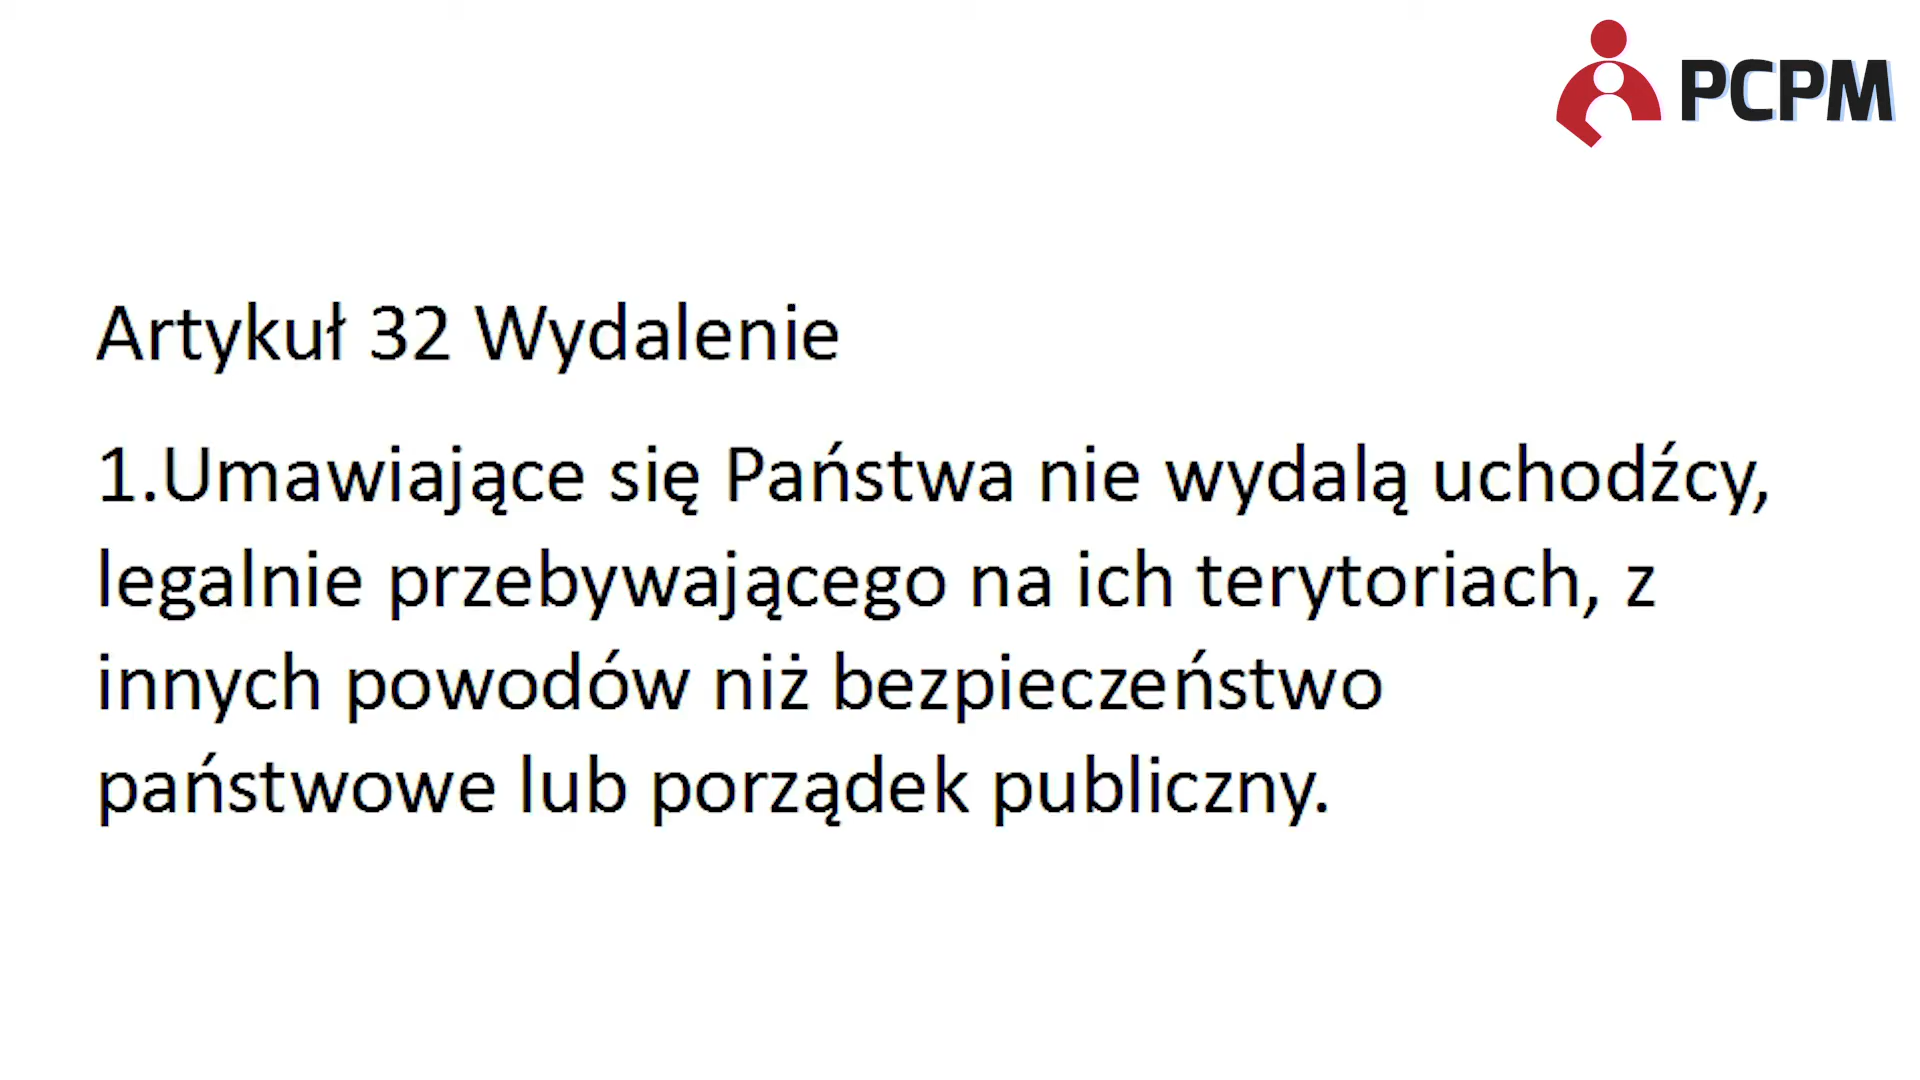 PCPM
Artykuł 32 Wydalenie
1.Umawiające się Państwa nie wydalą uchodźcy,
legalnie przebywającego na ich terytoriach, z
innych powodów niż bezpieczeństwo
państwowe lub porządek publiczny.